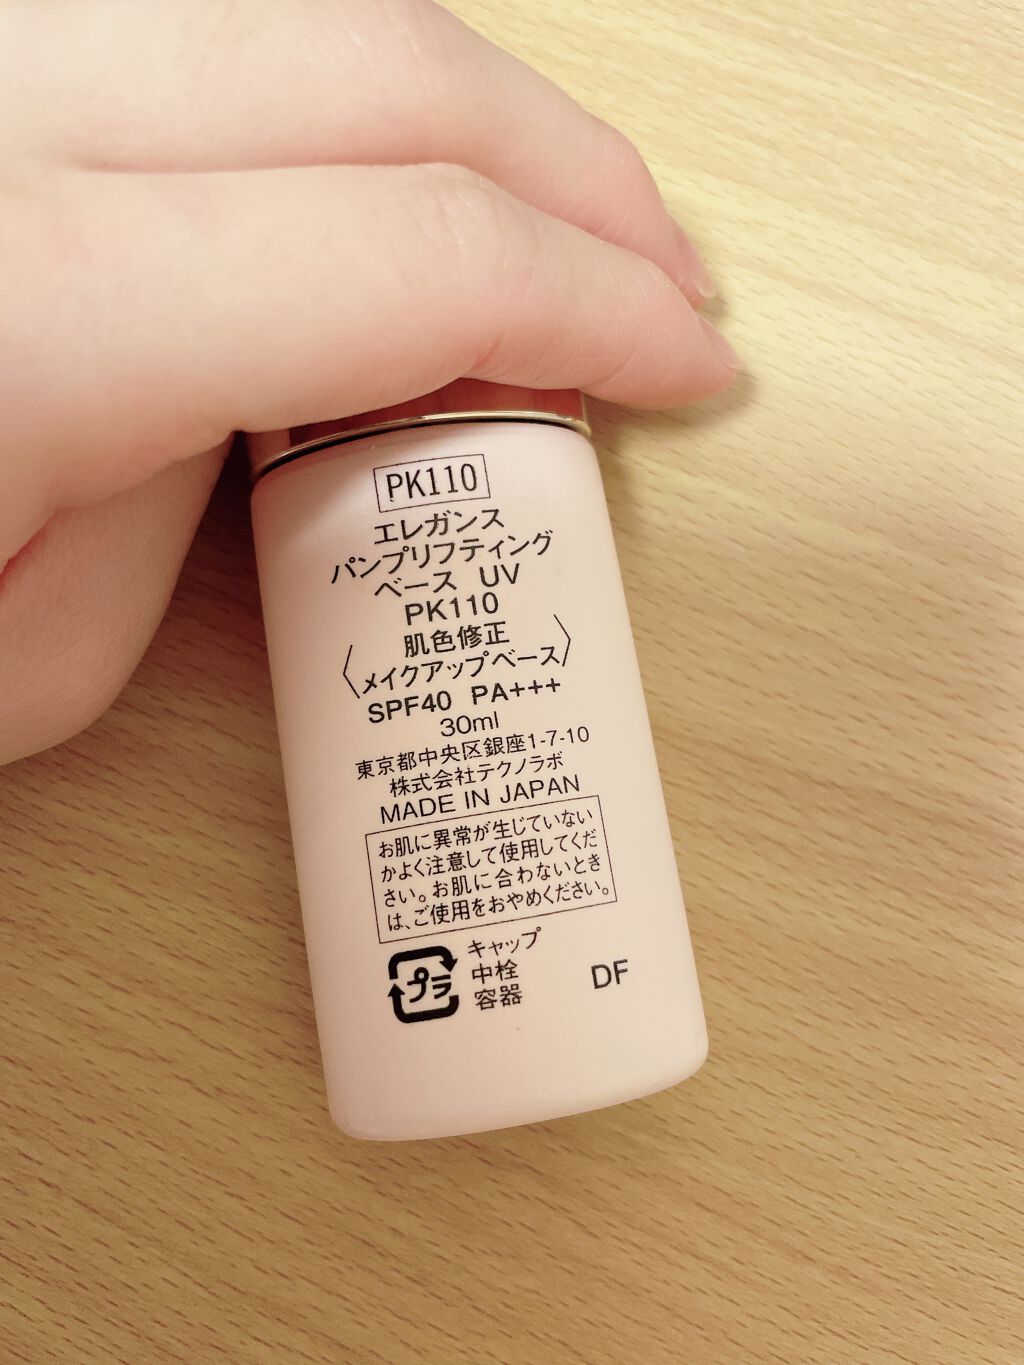 PK110
エレガンス
パンプリフティング
ベース UV
PK110
肌色修正
〈メイクアップベース〉
SPF40 PA+++
30ml
東京都中央区銀座1-7-10
株式会社テクノラボ
MADE IN JAPAN
お肌に異常が生じていない
かよく注意して使用してくだ
さい。お肌に合わないとき
は、ご使用をおやめください。
プラ
キャップ
中栓
容器
DF